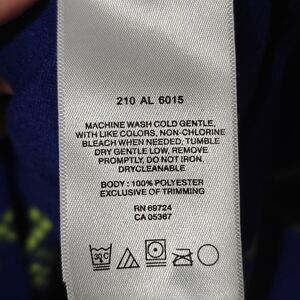 210 AL 6015
MACHINE WASH COLD GENTLE,
WITH LIKE COLORS, NON-CHLORINE
BLEACH WHEN NEEDED, TUMBLE
DRY GENTLE LOW, REMOVE
PROMPTLY, DO NOT IRON,
DRYCLEANABLE
BODY : 100% POLYESTER
EXCLUSIVE OF TRIMMING
RN 69724
CA 05367
30°C